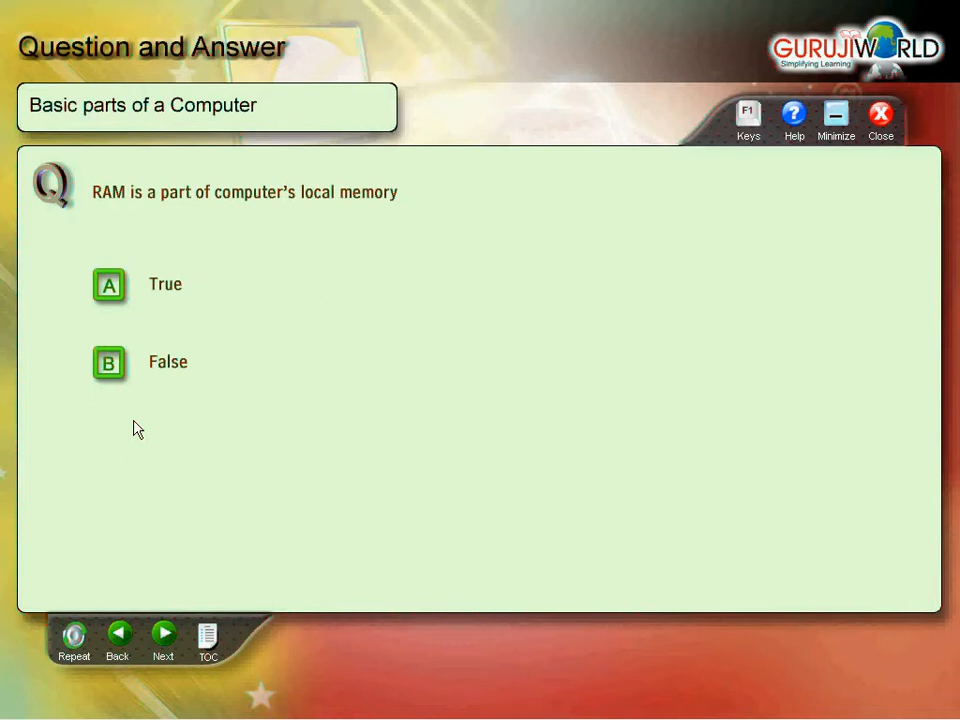 Question and Answer
GURUJIWORLD
Simplifying Learning
Basic parts of a Computer
F1
?
Keys
Help
Minimize
Close
Q
RAM is a part of computer's local memory
A
True
B
False
Repeat
Back
Next
TOC